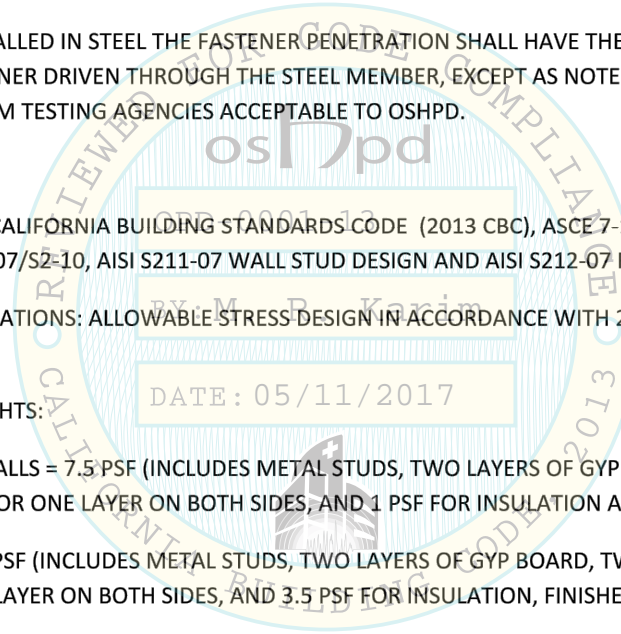 ALLED IN STEEL THE FASTENER PENETRATION SHALL HAVE THE
NER DRIVEN THROUGH THE STEEL MEMBER, EXCEPT AS NOTE
M TESTING AGENCIES ACCEPTABLE TO OSHPD.
REVIEWED FOR CODE COMPLIANCE
oshpd
OPD-0001-13
CALIFORNIA BUILDING STANDARDS CODE (2013 CBC), ASCE 7-
07/S2-10, AISI S211-07 WALL STUD DESIGN AND AISI S212-07
BY: M. R. Karim
ATIONS: ALLOWABLE STRESS DESIGN IN ACCORDANCE WITH 2
DATE: 05/11/2017
HTS:
ALLS = 7.5 PSF (INCLUDES METAL STUDS, TWO LAYERS OF GYP
OR ONE LAYER ON BOTH SIDES, AND 1 PSF FOR INSULATION A
PSF (INCLUDES METAL STUDS, TWO LAYERS OF GYP BOARD, TW
LAYER ON BOTH SIDES, AND 3.5 PSF FOR INSULATION, FINISHE
CALIFORNIA BUILDING CODE, 2013